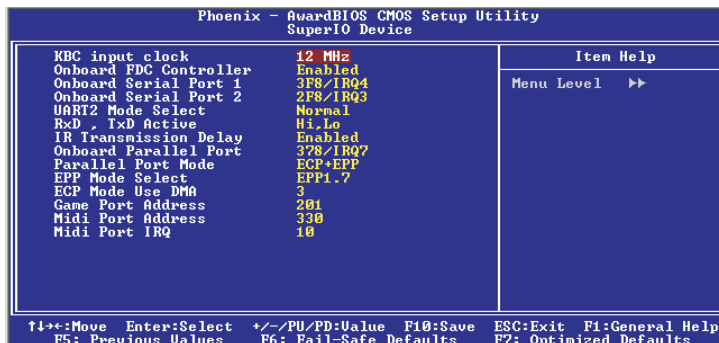 Phoenix - AwardBIOS CMOS Setup Utility
SuperIO Device
KBC input clock 12 MHz
Onboard FDC Controller Enabled
Onboard Serial Port 1 3F8/IRQ4
Onboard Serial Port 2 2F8/IRQ3
UART2 Mode Select Normal
RxD , TxD Active Hi,Lo
IR Transmission Delay Enabled
Onboard Parallel Port 378/IRQ7
Parallel Port Mode ECP+EPP
EPP Mode Select EPP1.7
ECP Mode Use DMA 3
Game Port Address 201
Midi Port Address 330
Midi Port IRQ 10
Item Help
Menu Level ▶▶
↑↓→←:Move Enter:Select +/-/PU/PD:Value F10:Save ESC:Exit F1:General Help
F5: Previous Values F6: Fail-Safe Defaults F7: Optimized Defaults